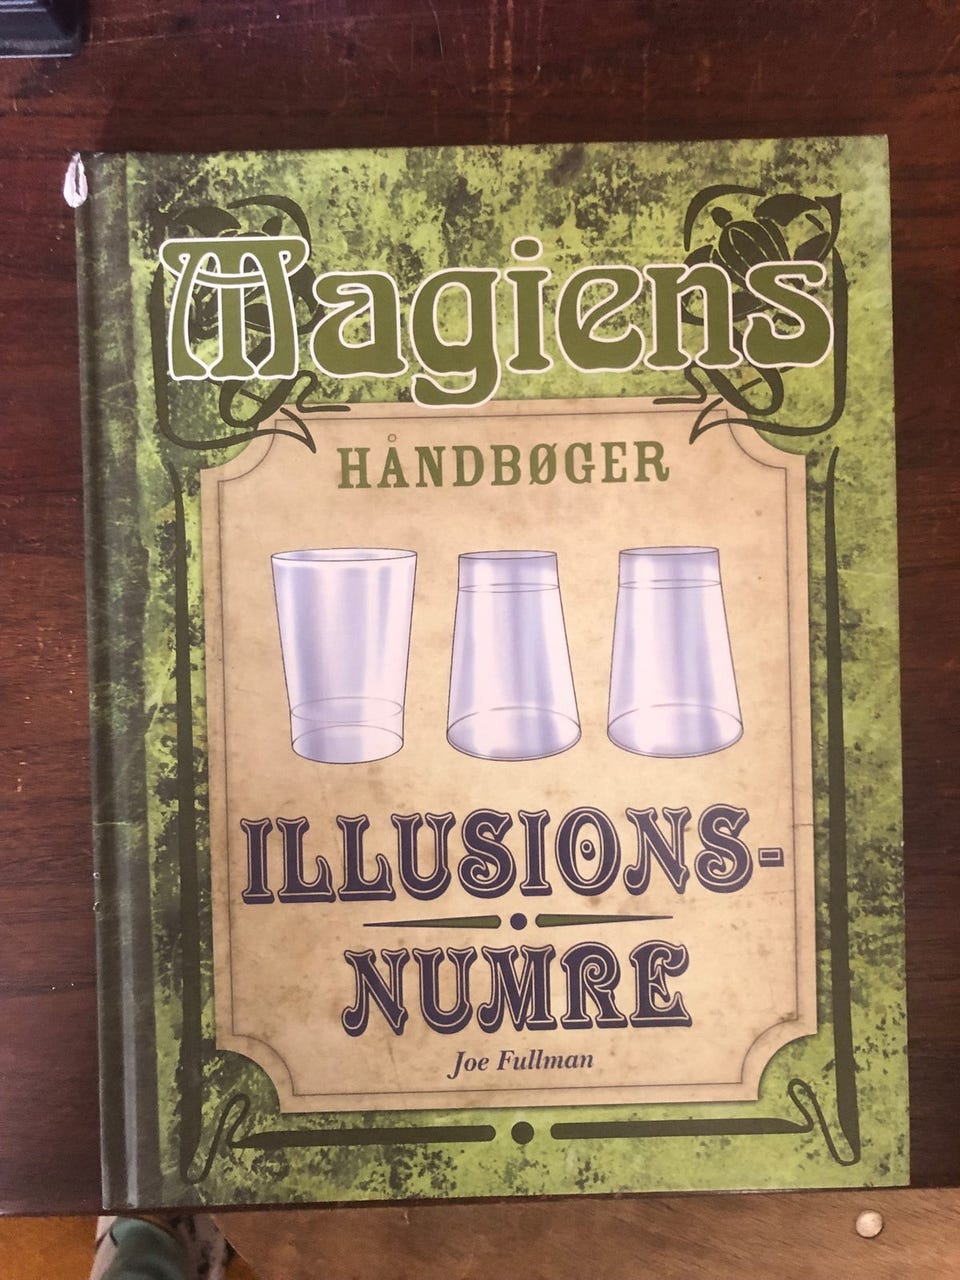 Magiens
HÅNDBØGER
ILLUSIONS-
NUMRE
Joe Fullman